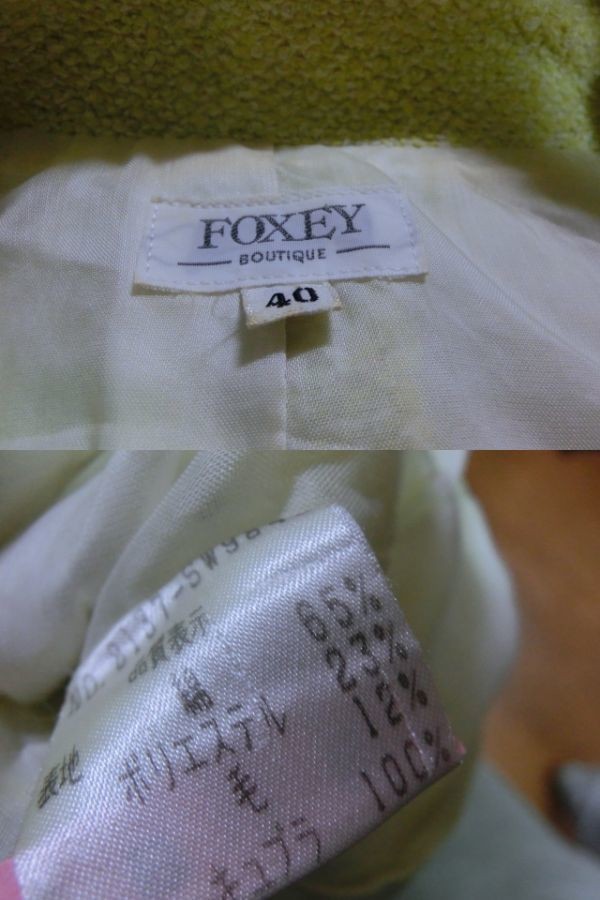 FOXEY
BOUTIQUE
40
品質表示
表地
綿 65%
ポリエステル 23%
毛 12%
キュプラ 100%